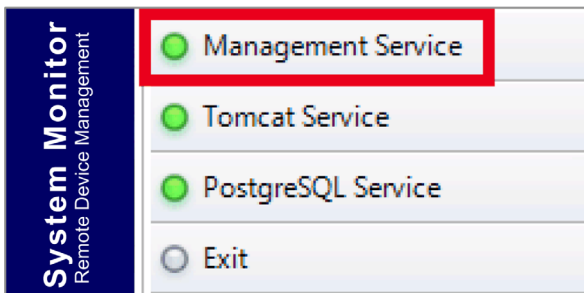 System Monitor
Remote Device Management
Management Service
Tomcat Service
PostgreSQL Service
Exit